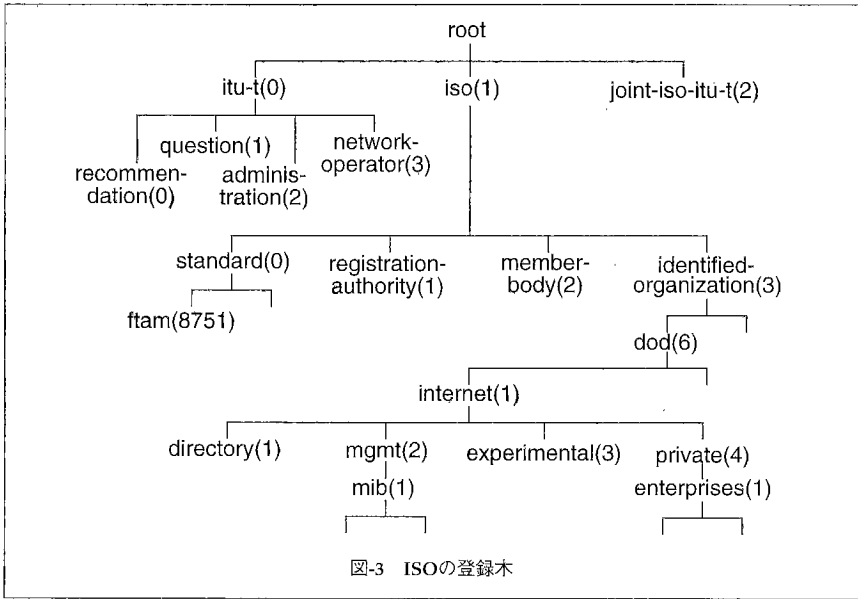 root
itu-t(0)
iso(1)
joint-iso-itu-t(2)
question(1)
network-
operator(3)
recommen-
dation(0)
adminis-
tration(2)
standard(0)
registration-
authority(1)
member-
body(2)
identified-
organization(3)
ftam(8751)
dod(6)
internet(1)
directory(1)
mgmt(2)
experimental(3)
private(4)
mib(1)
enterprises(1)
図-3 ISOの登録木